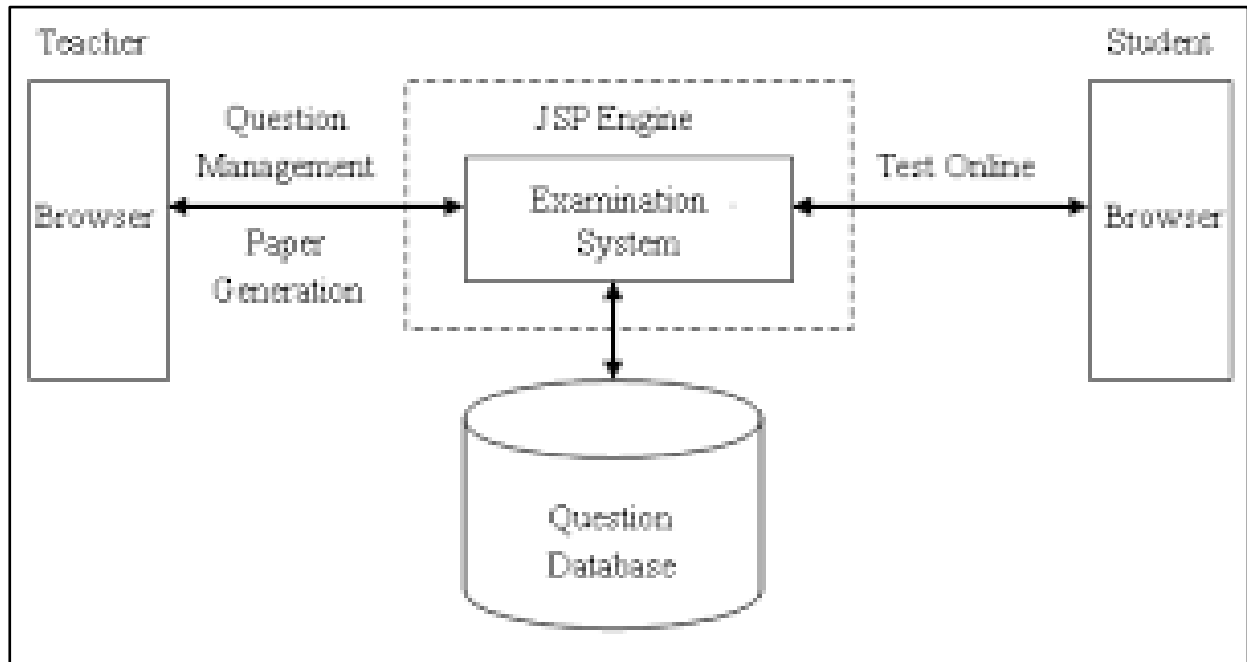 Teacher
Student
Question
Management
JSP Engine
Test Online
Browser
Examination
System
Browser
Paper
Generation
Question
Database